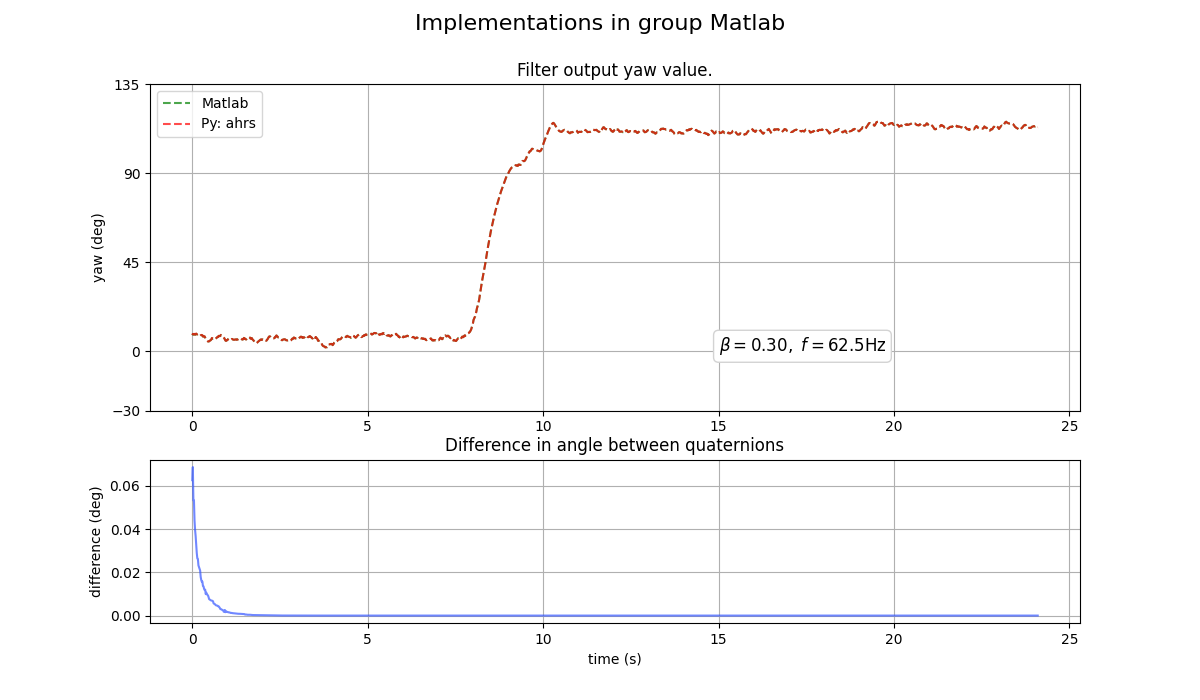 Implementations in group Matlab
Filter output yaw value.
135
90
45
0
−30
yaw (deg)
Matlab
Py: ahrs
β = 0.30, f = 62.5Hz
0 5 10 15 20 25
Difference in angle between quaternions
0.06
0.04
0.02
0.00
difference (deg)
0 5 10 15 20 25
time (s)